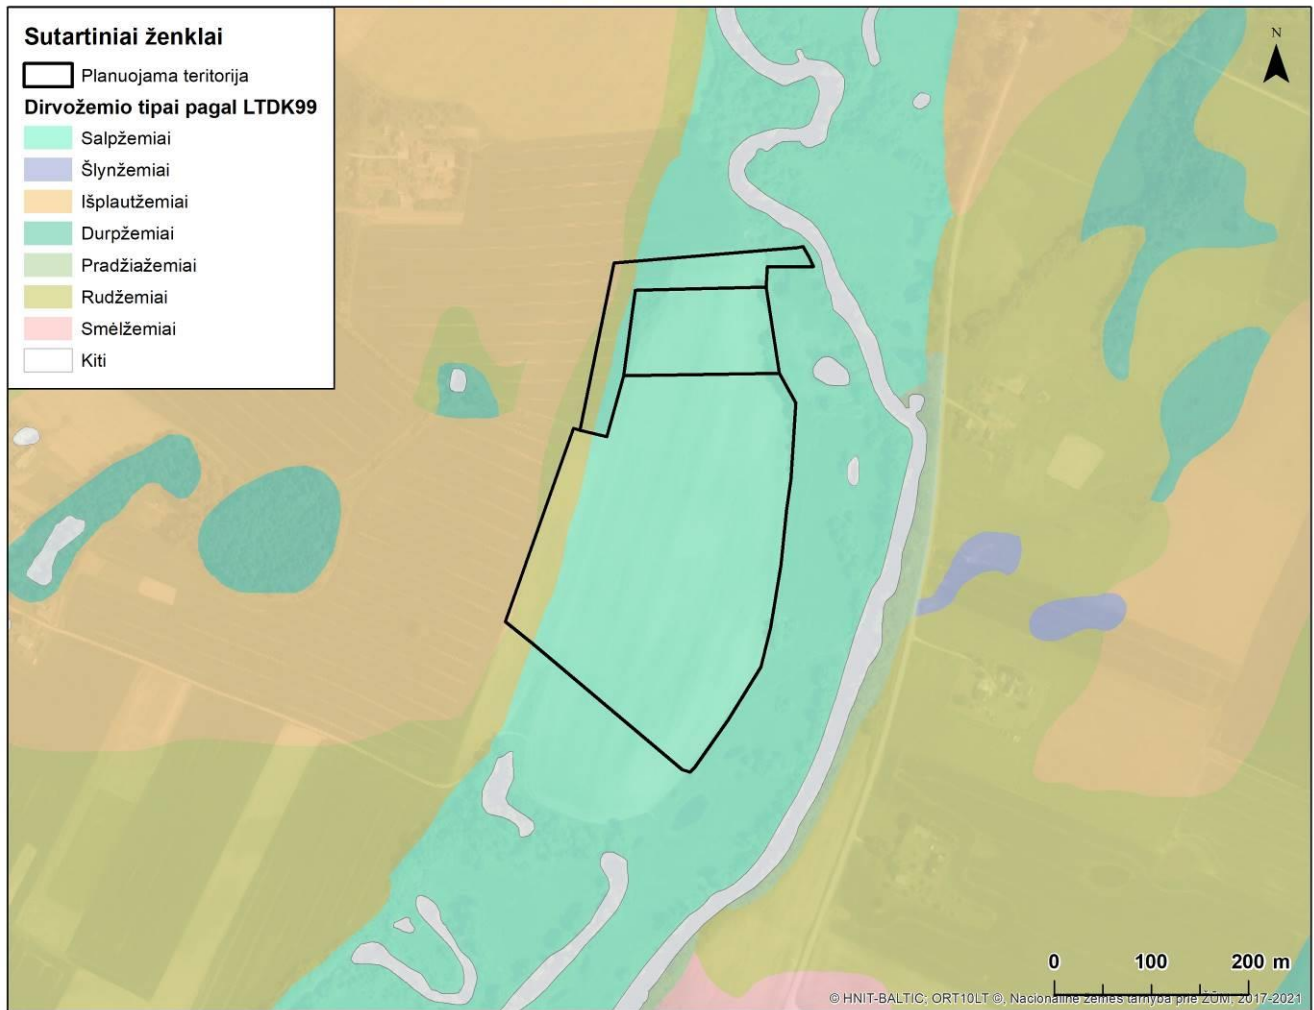 Sutartiniai ženklai
Planuojama teritorija
Dirvožemio tipai pagal LTDK99
Salpžemiai
Šlynžemiai
Išplautžemiai
Durpžemiai
Pradžiažemiai
Rudžemiai
Smėlžemiai
Kiti
N
0 100 200 m
© HNIT-BALTIC; ORT10LT ©, Nacionalinė žemės tarnyba prie ŽŪM, 2017-2021